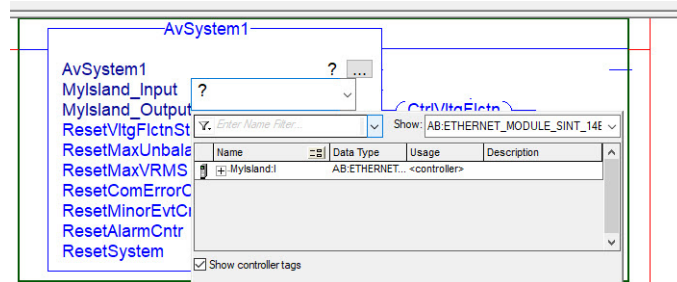 AvSystem1
AvSystem1 ? ...
MyIsland_Input ?
MyIsland_Output
CtrlVltgFlctn
ResetVltgFlctnSt
Enter Name Filter... Show: AB:ETHERNET_MODULE_SINT_14E
ResetMaxUnbala
Name Data Type Usage Description
ResetMaxVRMS
MyIsland:I AB:ETHERNET... <controller>
ResetComErrorC
ResetMinorEvtCr
ResetAlarmCntr
ResetSystem
Show controller tags